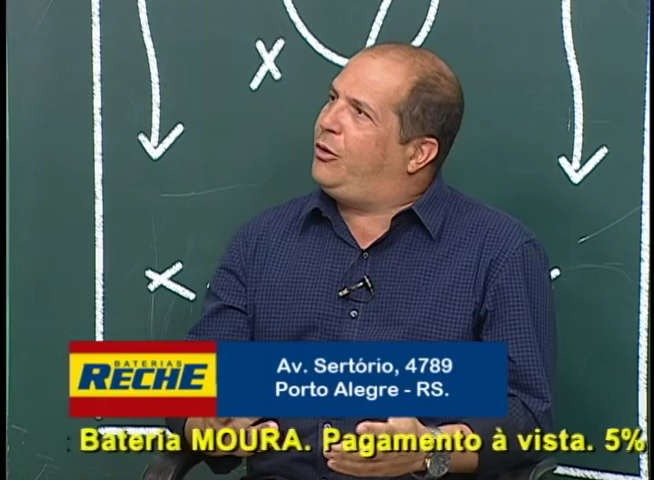 BATERIAS
RECHE
Av. Sertório, 4789
Porto Alegre - RS.
Bateria MOURA. Pagamento à vista. 5%